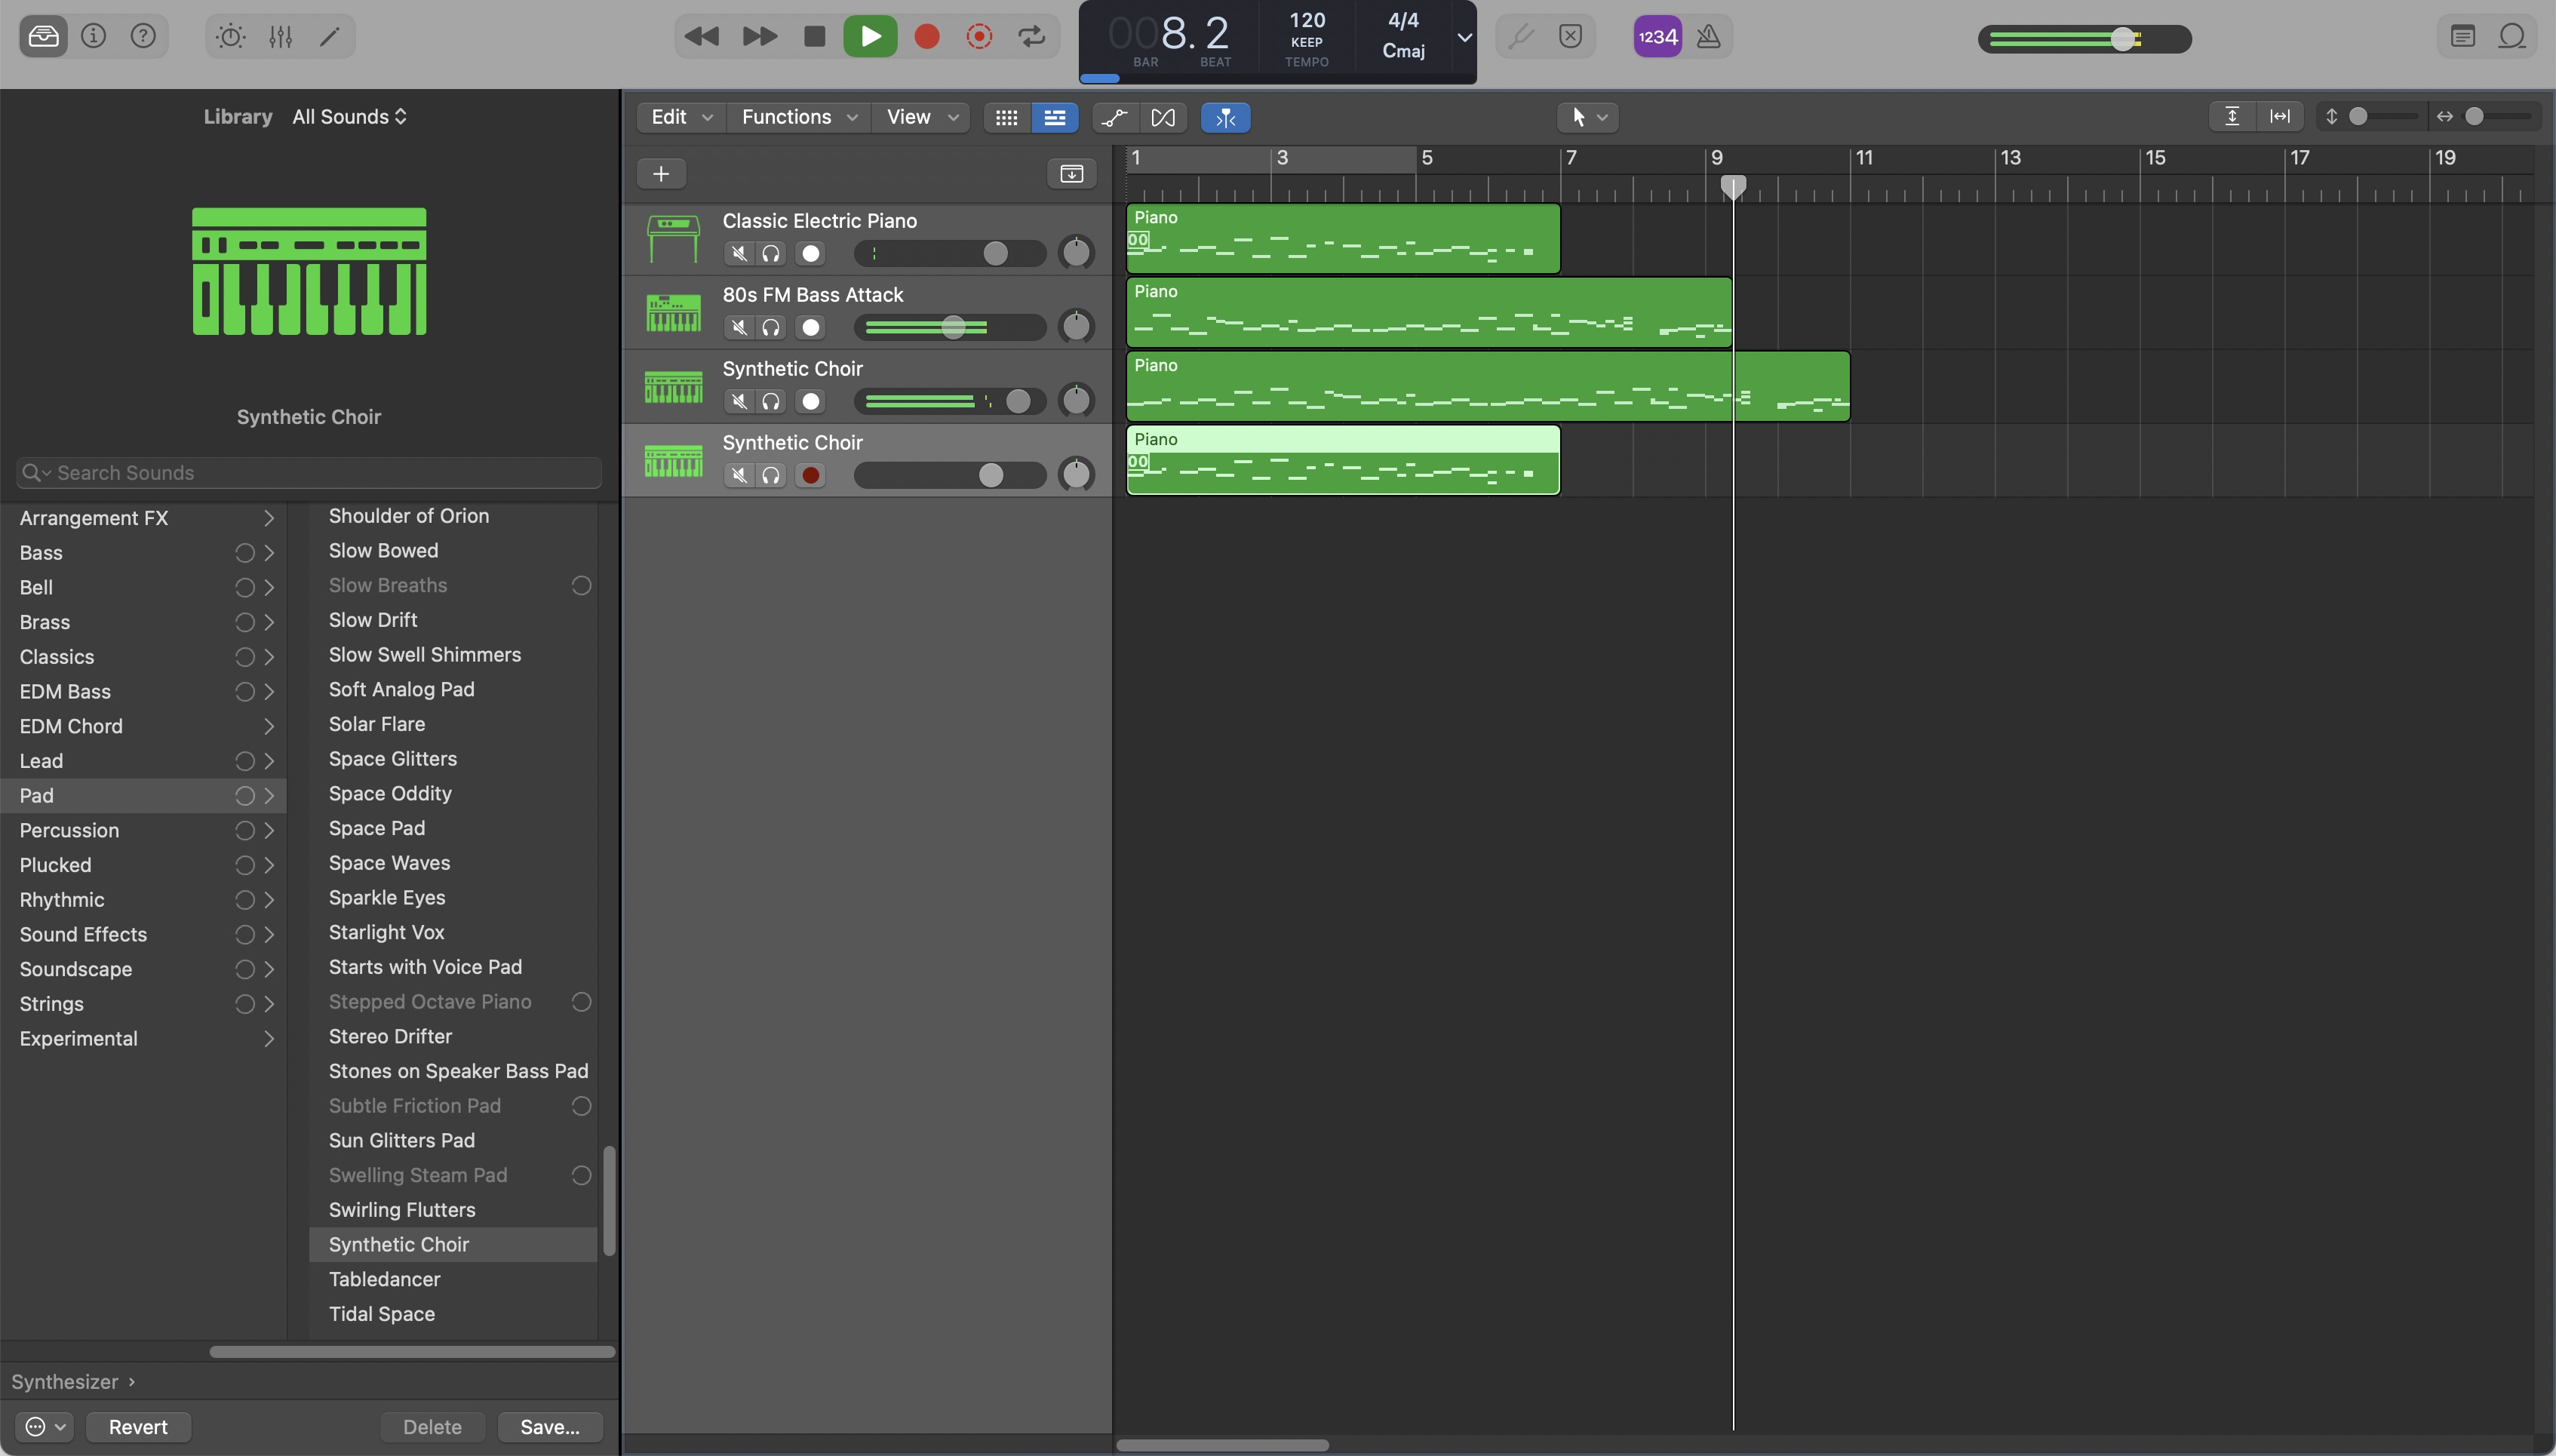 008. 2
BAR
BEAT
120
KEEP
TEMPO
4/4
Cmaj
1234
Library All Sounds
Synthetic Choir
Search Sounds
Arrangement FX
Bass
Bell
Brass
Classics
EDM Bass
EDM Chord
Lead
Pad
Percussion
Plucked
Rhythmic
Sound Effects
Soundscape
Strings
Experimental
Shoulder of Orion
Slow Bowed
Slow Breaths
Slow Drift
Slow Swell Shimmers
Soft Analog Pad
Solar Flare
Space Glitters
Space Oddity
Space Pad
Space Waves
Sparkle Eyes
Starlight Vox
Starts with Voice Pad
Stepped Octave Piano
Stereo Drifter
Stones on Speaker Bass Pad
Subtle Friction Pad
Sun Glitters Pad
Swelling Steam Pad
Swirling Flutters
Synthetic Choir
Tabledancer
Tidal Space
Synthesizer ›
Revert
Delete
Save...
Edit
Functions
View
1 3 5 7 9 11 13 15 17 19
Classic Electric Piano
Piano
80s FM Bass Attack
Piano
Synthetic Choir
Piano
Synthetic Choir
Piano